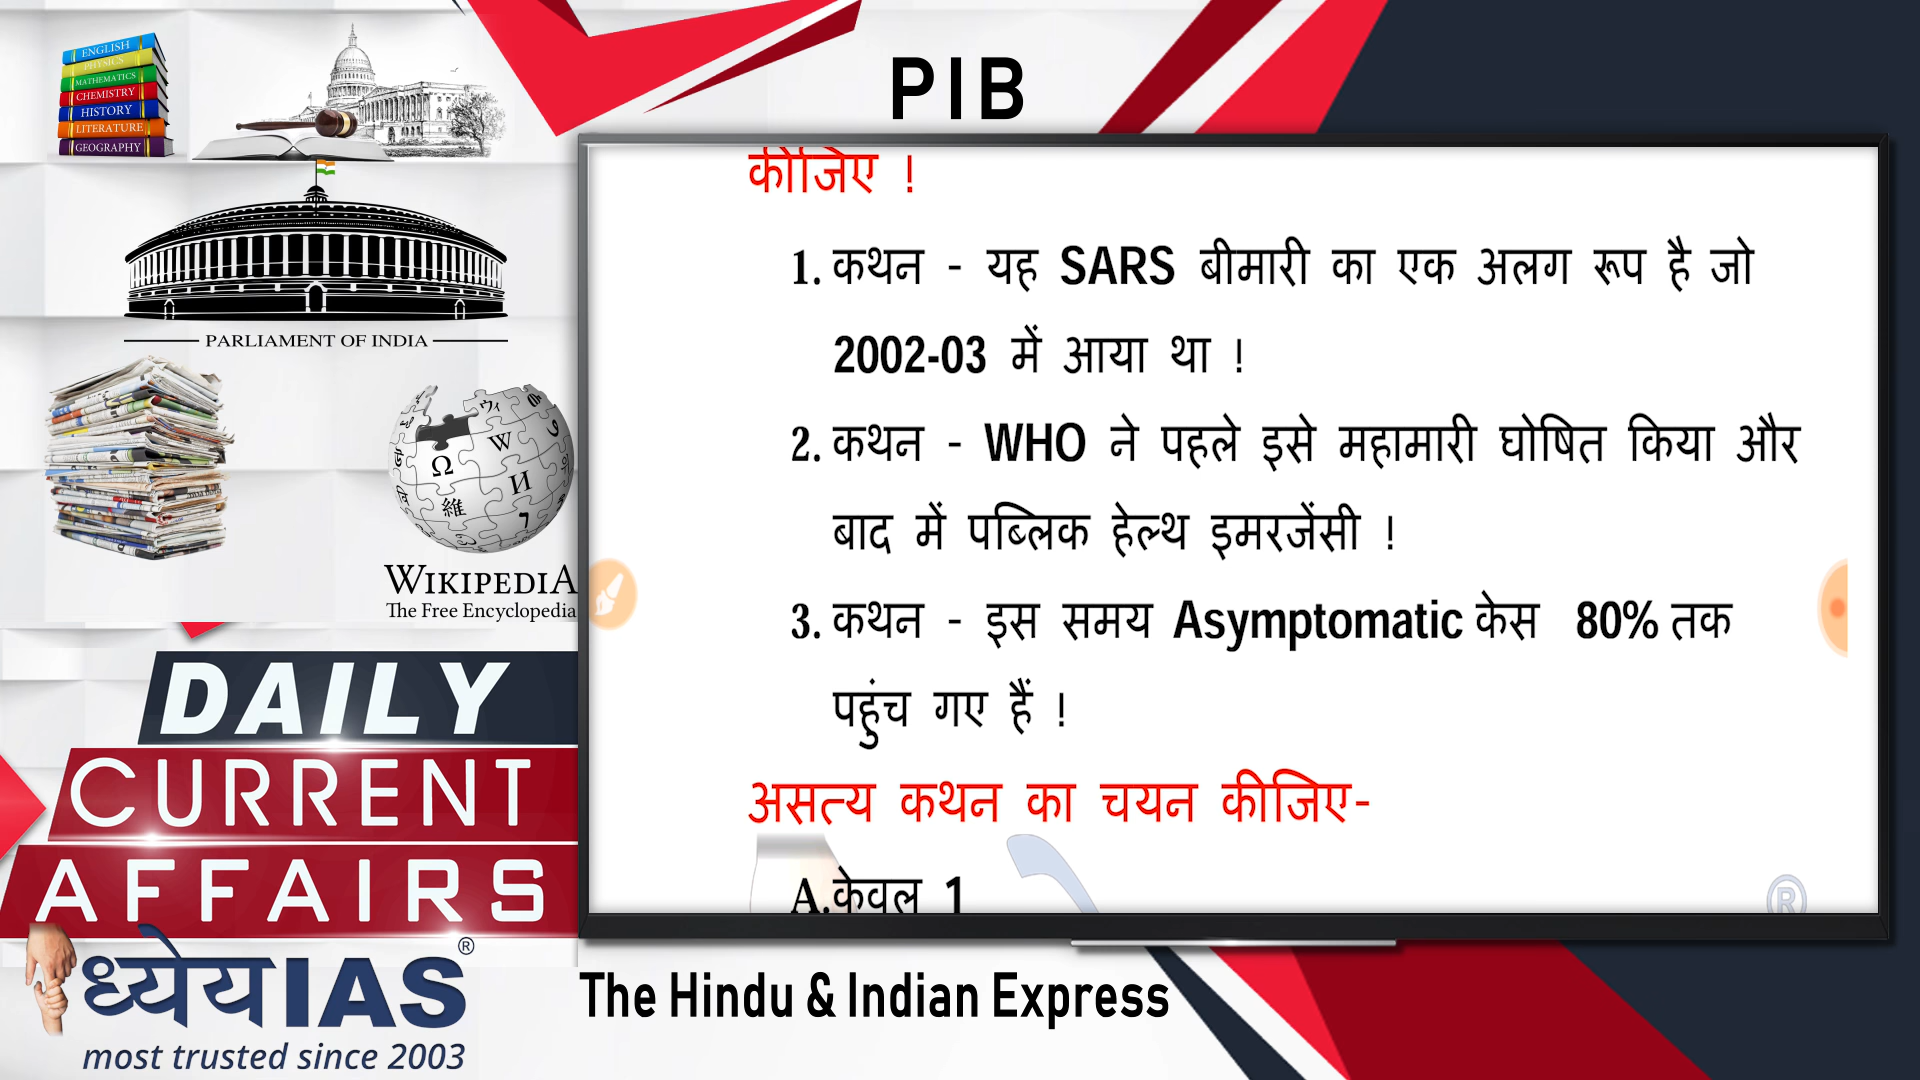 ENGLISH
PHYSICS
MATHEMATICS
CHEMISTRY
HISTORY
LITERATURE
GEOGRAPHY
PARLIAMENT OF INDIA
Ω
W
И
維
WIKIPEDIA
The Free Encyclopedia
DAILY
CURRENT
AFFAIRS
ध्येयIAS®
most trusted since 2003
PIB
कीजिए !
1. कथन - यह SARS बीमारी का एक अलग रूप है जो
2002-03 में आया था !
2. कथन - WHO ने पहले इसे महामारी घोषित किया और
बाद में पब्लिक हेल्थ इमरजेंसी !
3. कथन - इस समय Asymptomatic केस 80% तक
पहुंच गए हैं !
असत्य कथन का चयन कीजिए-
A. केवल 1
®
The Hindu & Indian Express